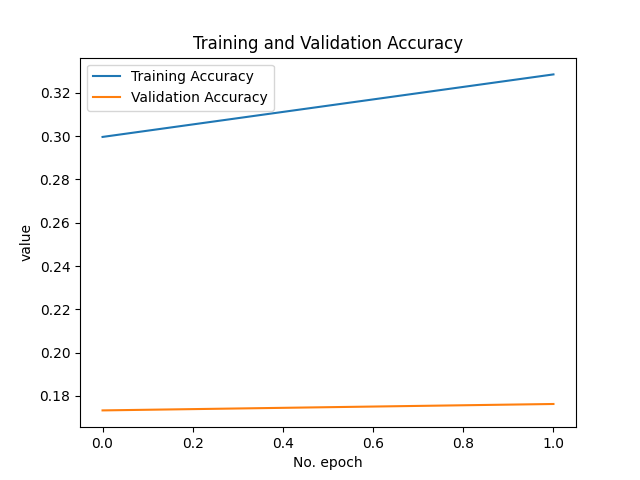 Training and Validation Accuracy
Training Accuracy
Validation Accuracy
0.32
0.30
0.28
0.26
0.24
0.22
0.20
0.18
value
0.0 0.2 0.4 0.6 0.8 1.0
No. epoch